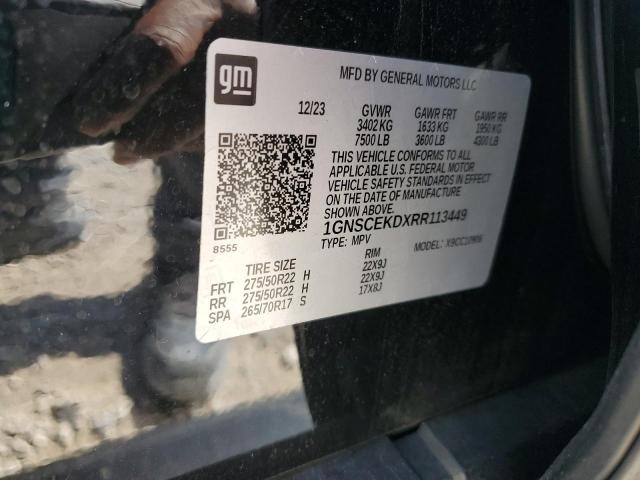 gm
MFD BY GENERAL MOTORS LLC
12/23 GVWR GAWR FRT GAWR RR
3402 KG 1633 KG 1950 KG
7500 LB 3600 LB 4300 LB
THIS VEHICLE CONFORMS TO ALL
APPLICABLE U.S. FEDERAL MOTOR
VEHICLE SAFETY STANDARDS IN EFFECT
ON THE DATE OF MANUFACTURE
SHOWN ABOVE.
1GNSCEKDXRR113449
8555
TYPE: MPV MODEL:
TIRE SIZE RIM
FRT 275/50R22 H 22X9J
RR 275/50R22 H 22X9J
SPA 265/70R17 S 17X8J